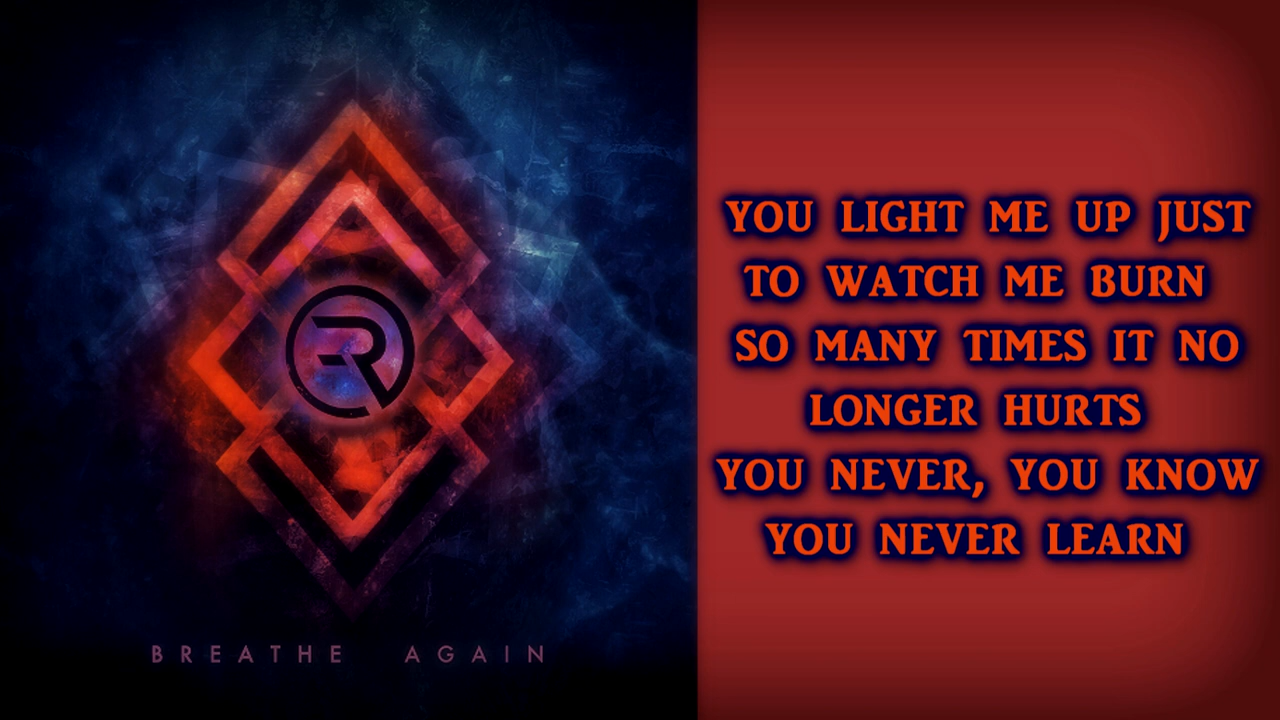 BREATHE AGAIN
YOU LIGHT ME UP JUST
TO WATCH ME BURN
SO MANY TIMES IT NO
LONGER HURTS
YOU NEVER, YOU KNOW
YOU NEVER LEARN